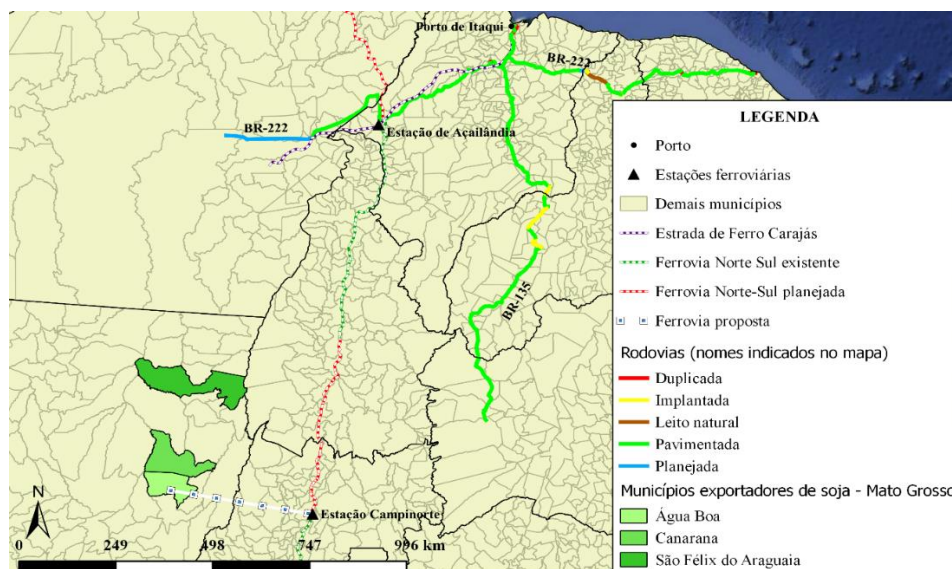 Porto de Itaqui
BR-222
BR-222
Estação de Açailândia
BR-135
Estação Campinorte
N
0 249 498 747 996 km
LEGENDA
Porto
Estações ferroviárias
Demais municípios
Estrada de Ferro Carajás
Ferrovia Norte Sul existente
Ferrovia Norte-Sul planejada
Ferrovia proposta
Rodovias (nomes indicados no mapa)
Duplicada
Implantada
Leito natural
Pavimentada
Planejada
Municípios exportadores de soja - Mato Grosso
Água Boa
Canarana
São Félix do Araguaia